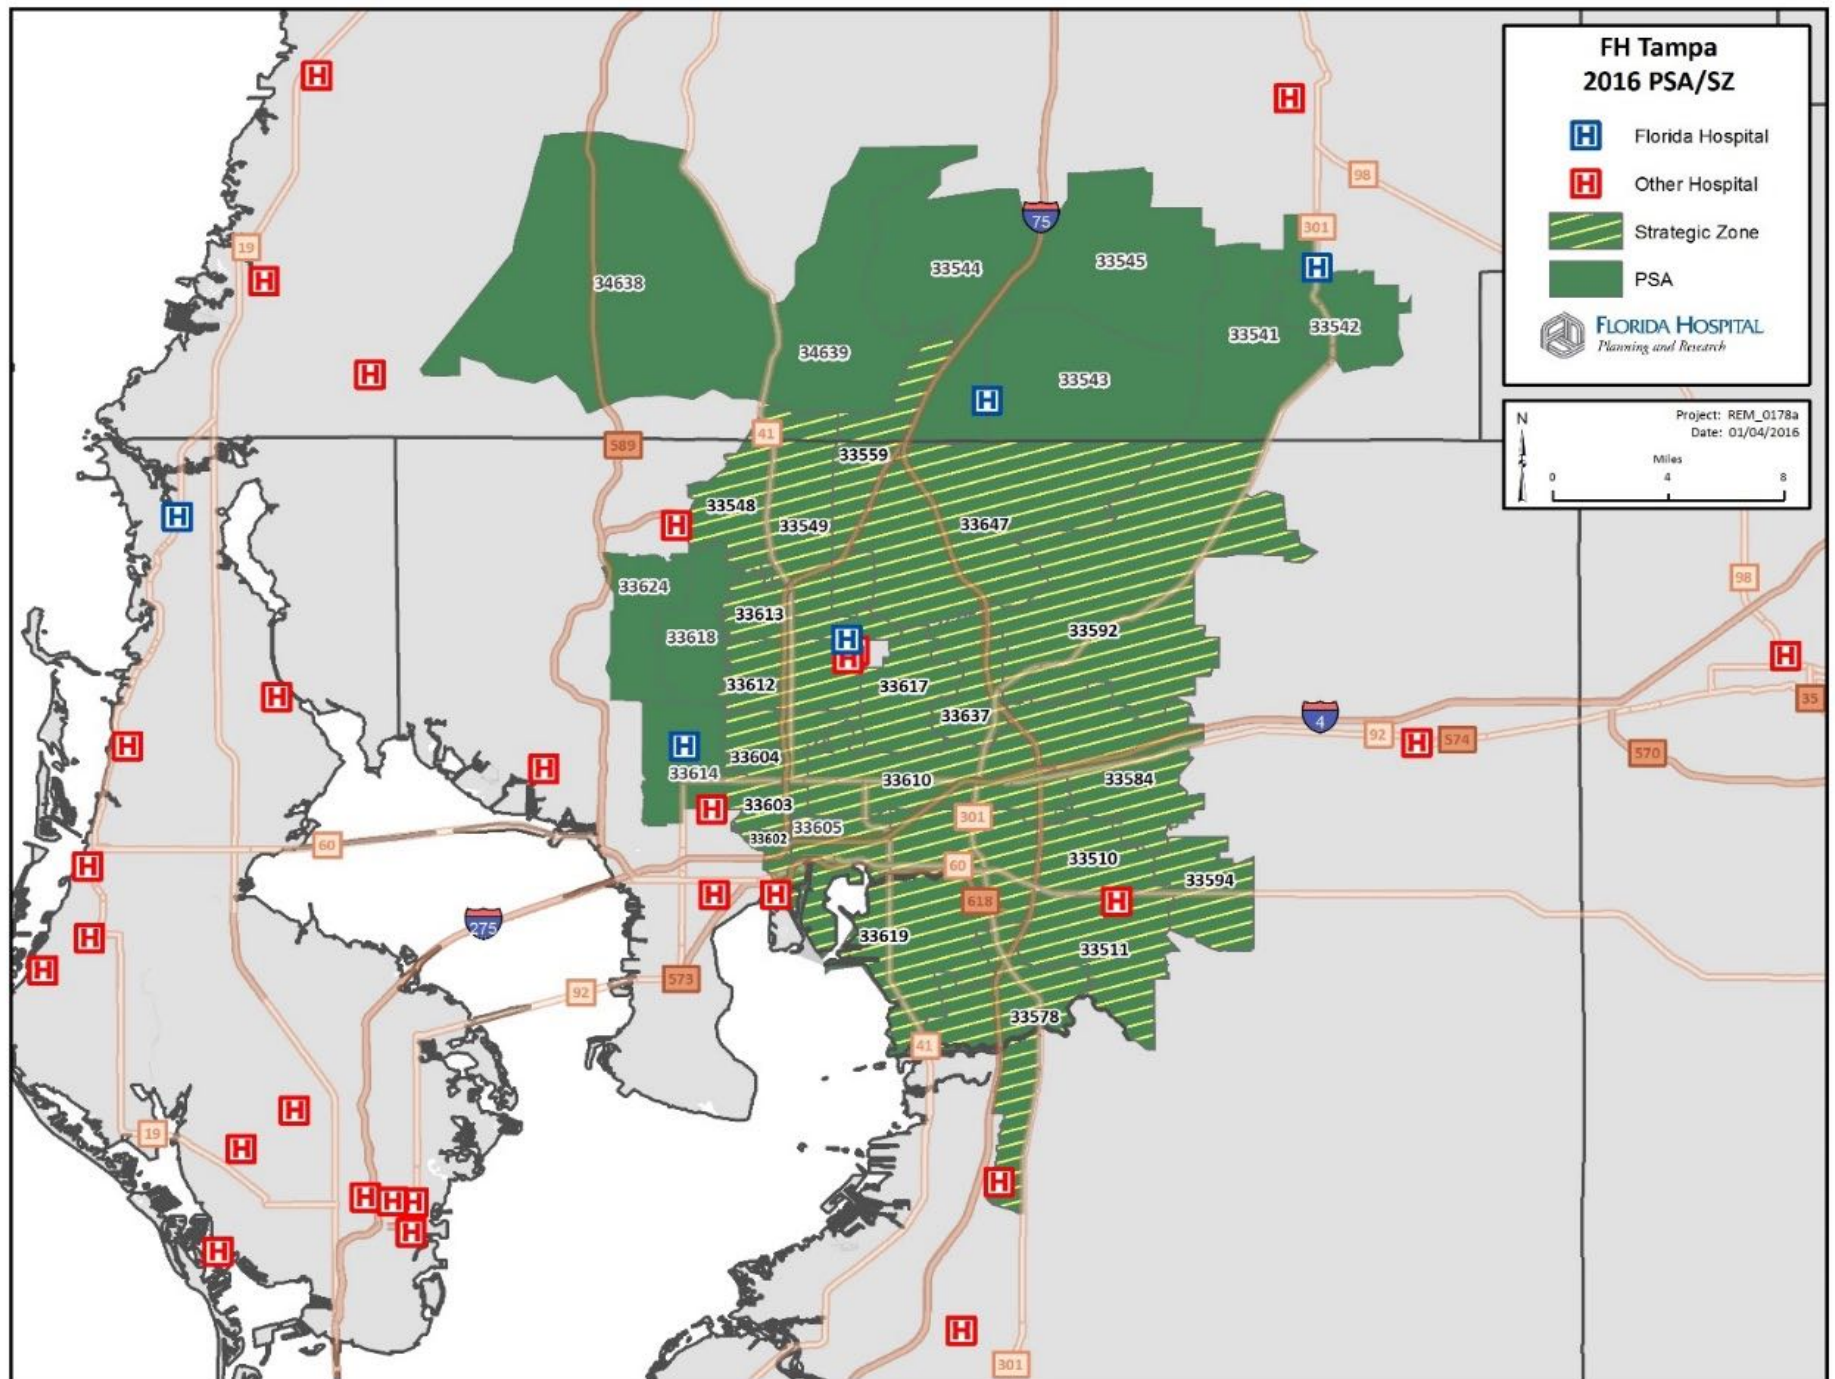 FH Tampa
2016 PSA/SZ
H Florida Hospital
H Other Hospital
Strategic Zone
PSA
FLORIDA HOSPITAL
Planning and Research
Project: REM_0178a
Date: 01/04/2016
N
Miles
0 4 8
H
H
98
75
301
19
H
34638
33544
33545
H
33541
33542
34639
H
33543
H
41
589
33559
H
33548
33549
33647
H
98
33624
33613
33618
33592
H
H
H
33612
33617
H
35
33637
4
92
H
574
570
H
H
33604
33614
33610
33584
H
H
33603
33605
301
33602
60
33510
H
60
33594
H
H
618
H
275
H
33619
33511
H
573
92
33578
41
H
19
H
H
H
H
H
H
H
H
301